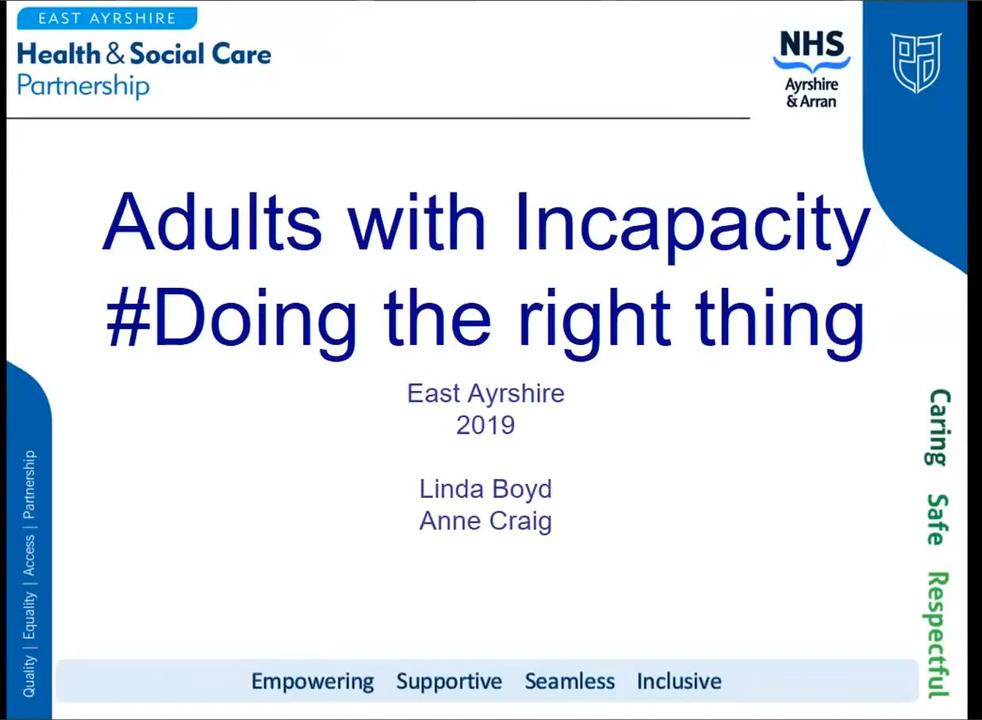 EAST AYRSHIRE
Health & Social Care
Partnership
NHS
Ayrshire
& Arran
Adults with Incapacity
#Doing the right thing
East Ayrshire
2019
Linda Boyd
Anne Craig
Caring Safe Respectful
Quality | Equality | Access | Partnership
Empowering Supportive Seamless Inclusive